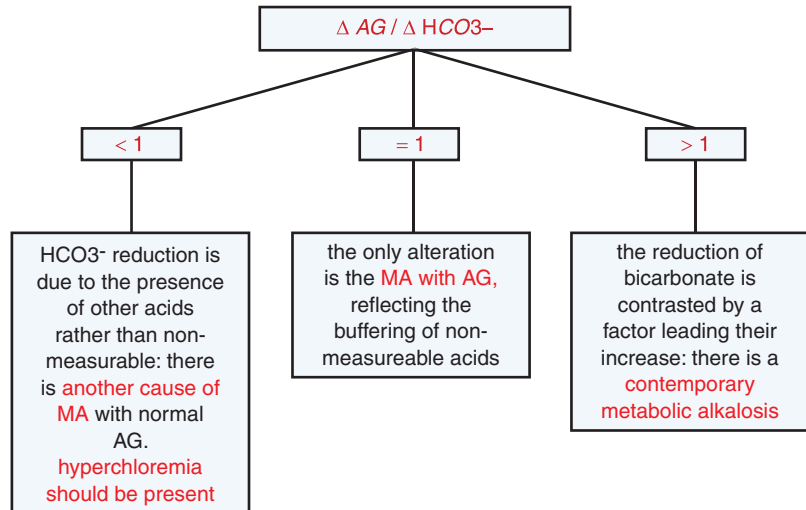 Δ AG / Δ HCO3–
< 1
= 1
> 1
HCO3- reduction is
due to the presence
of other acids
rather than non-
measurable: there
is another cause of
MA with normal
AG.
hyperchloremia
should be present
the only alteration
is the MA with AG,
reflecting the
buffering of non-
measureable acids
the reduction of
bicarbonate is
contrasted by a
factor leading their
increase: there is a
contemporary
metabolic alkalosis